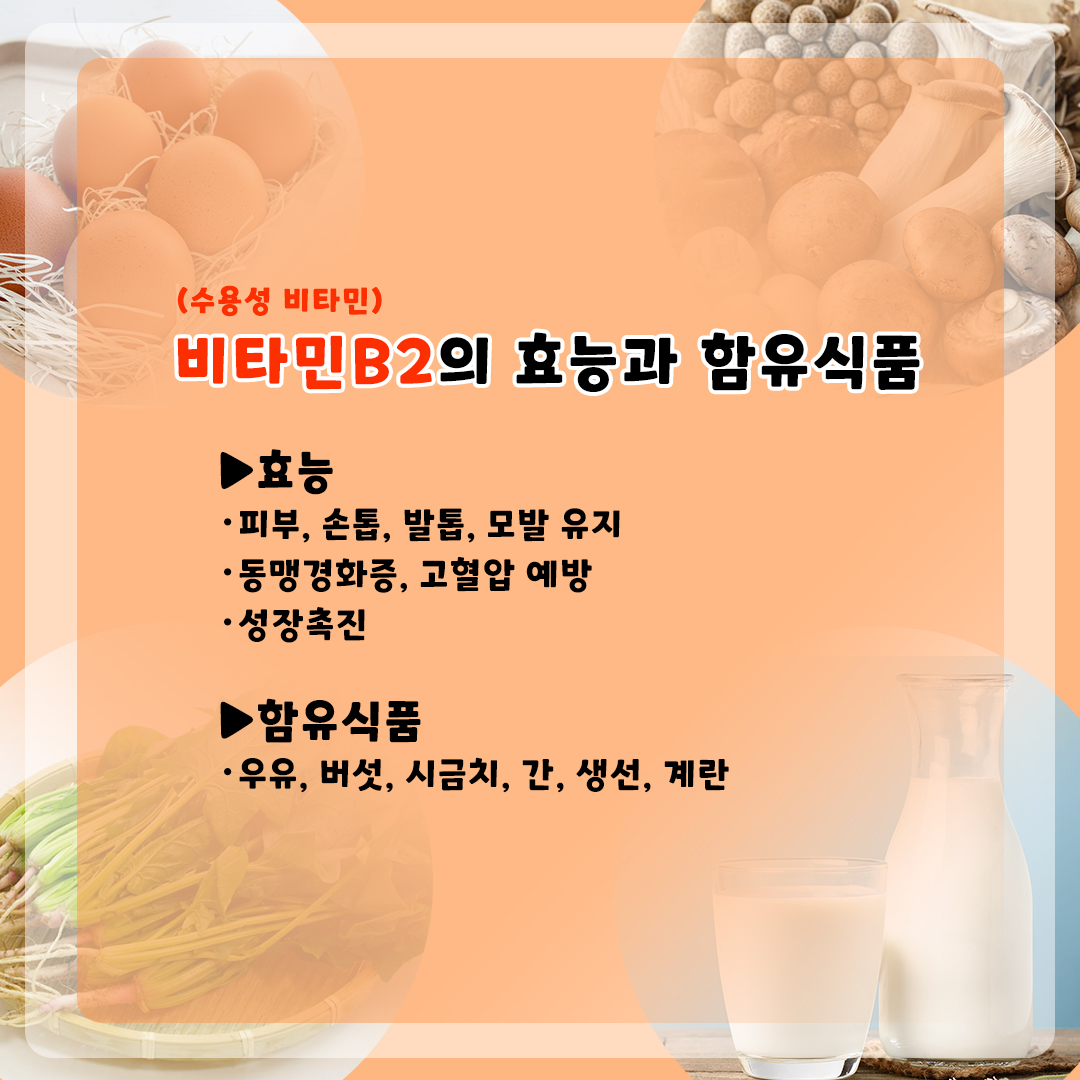 (수용성 비타민)
비타민B2의 효능과 함유식품
▶효능
·피부, 손톱, 발톱, 모발 유지
·동맹경화증, 고혈압 예방
·성장촉진
▶함유식품
·우유, 버섯, 시금치, 간, 생선, 계란